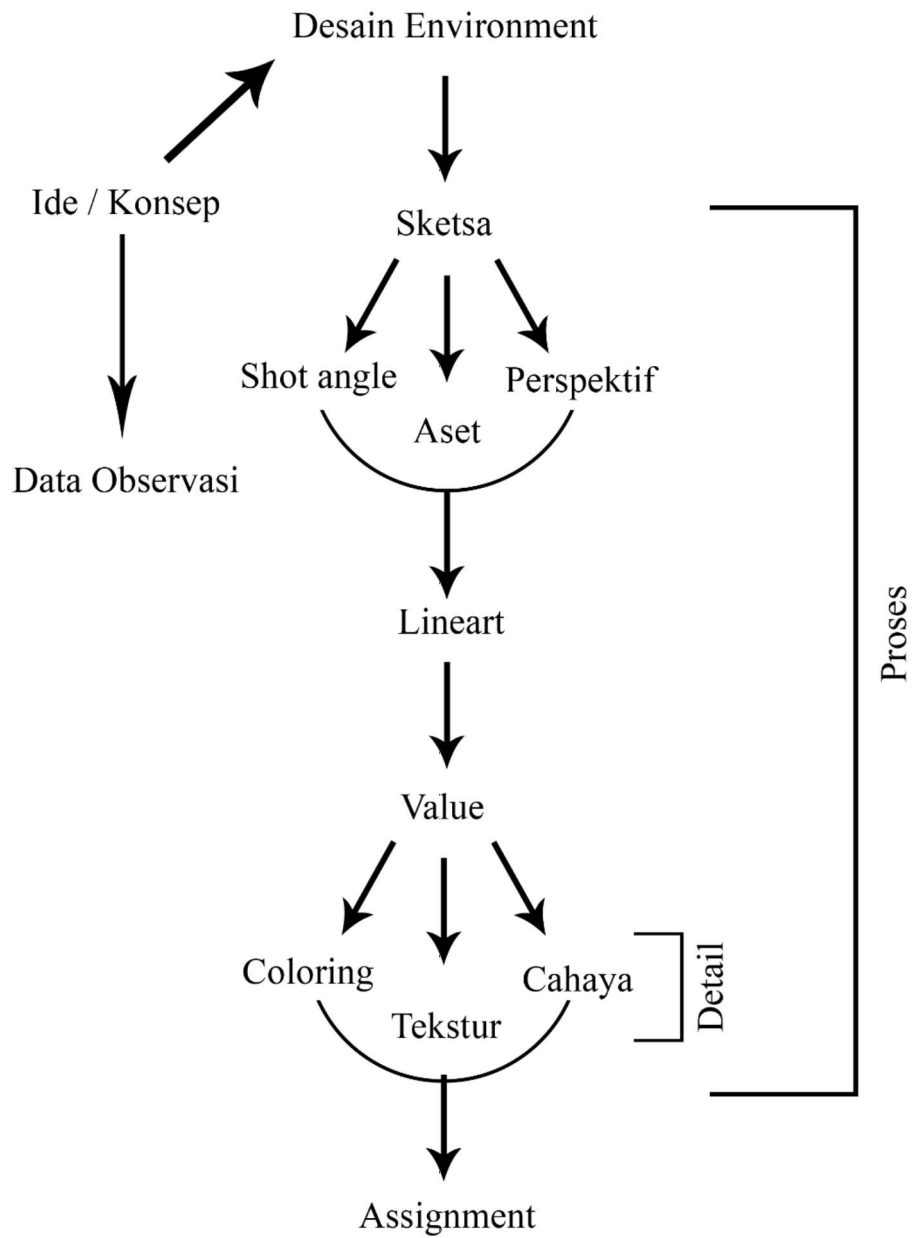 Desain Environment
Ide / Konsep
Sketsa
Shot angle
Perspektif
Aset
Data Observasi
Lineart
Proses
Value
Coloring
Cahaya
Tekstur
Detail
Assignment